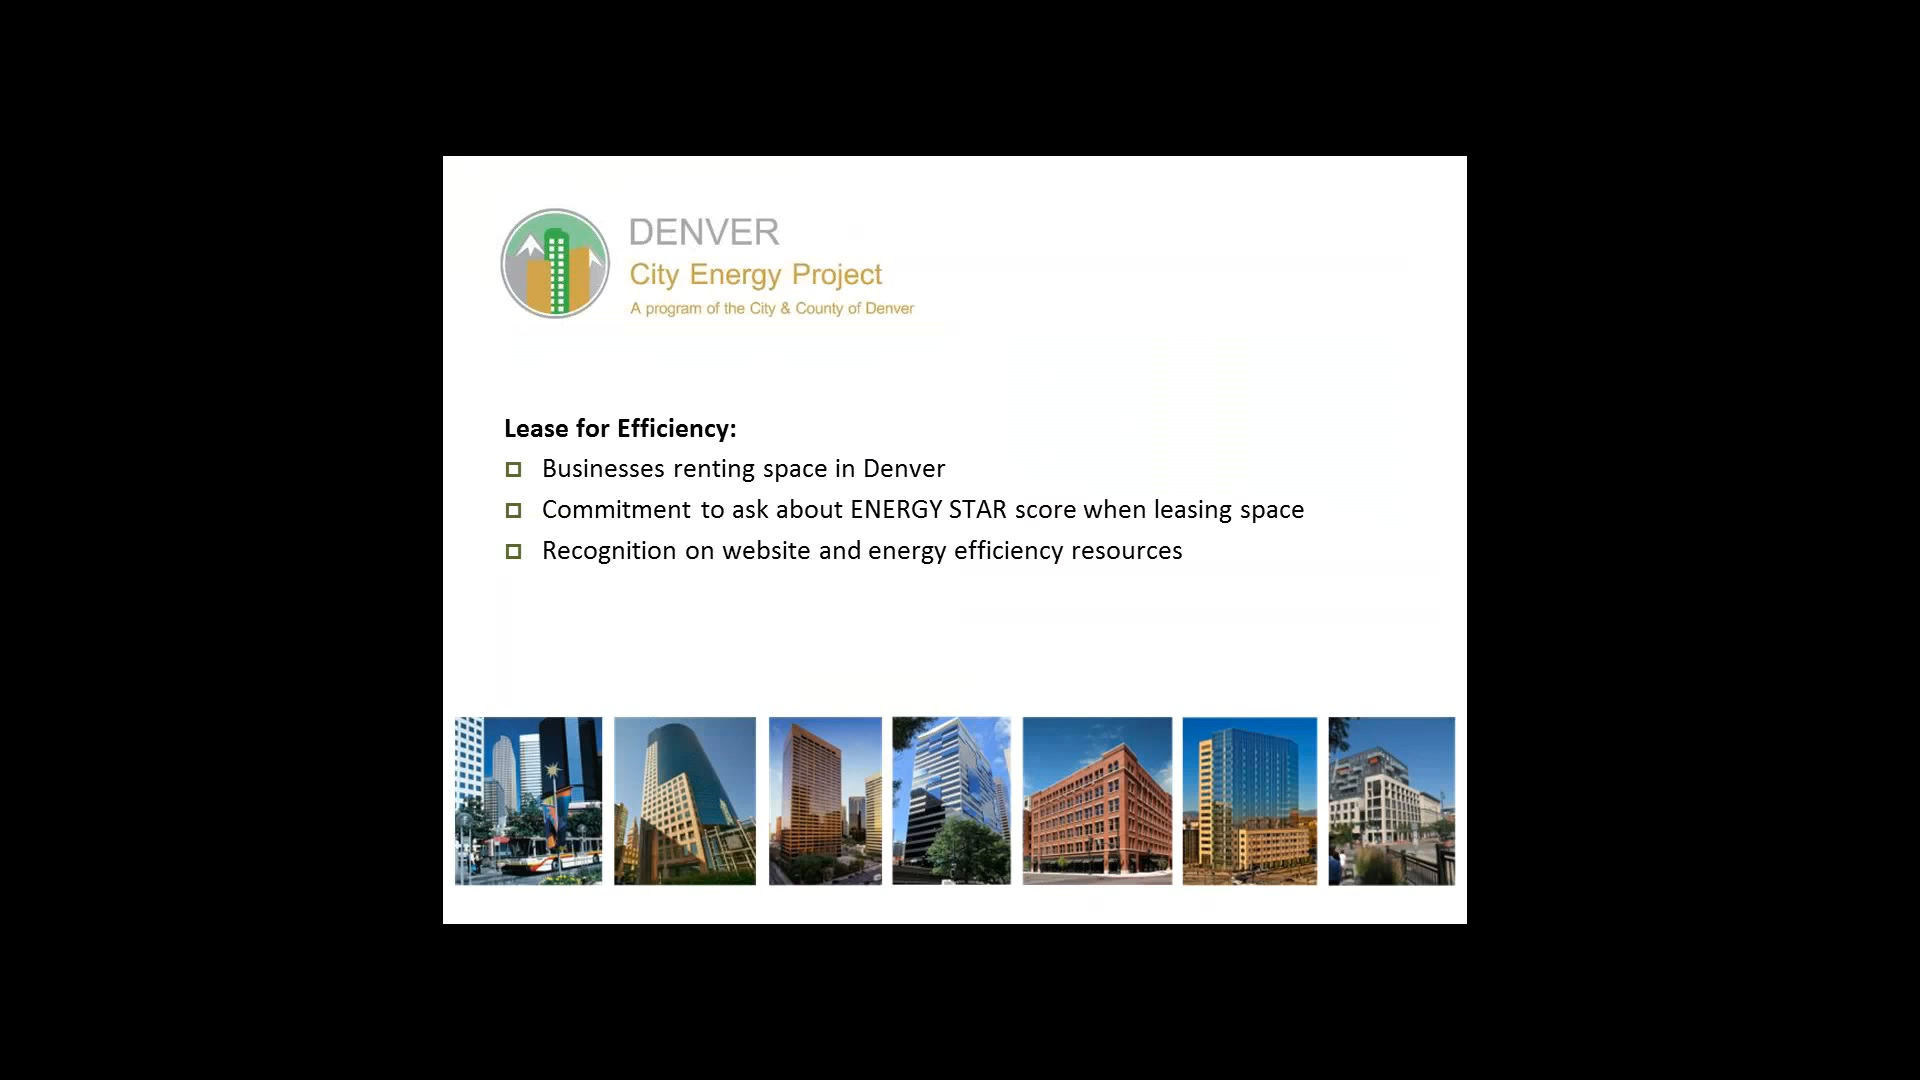 DENVER
City Energy Project
A program of the City & County of Denver
Lease for Efficiency:
Businesses renting space in Denver
Commitment to ask about ENERGY STAR score when leasing space
Recognition on website and energy efficiency resources